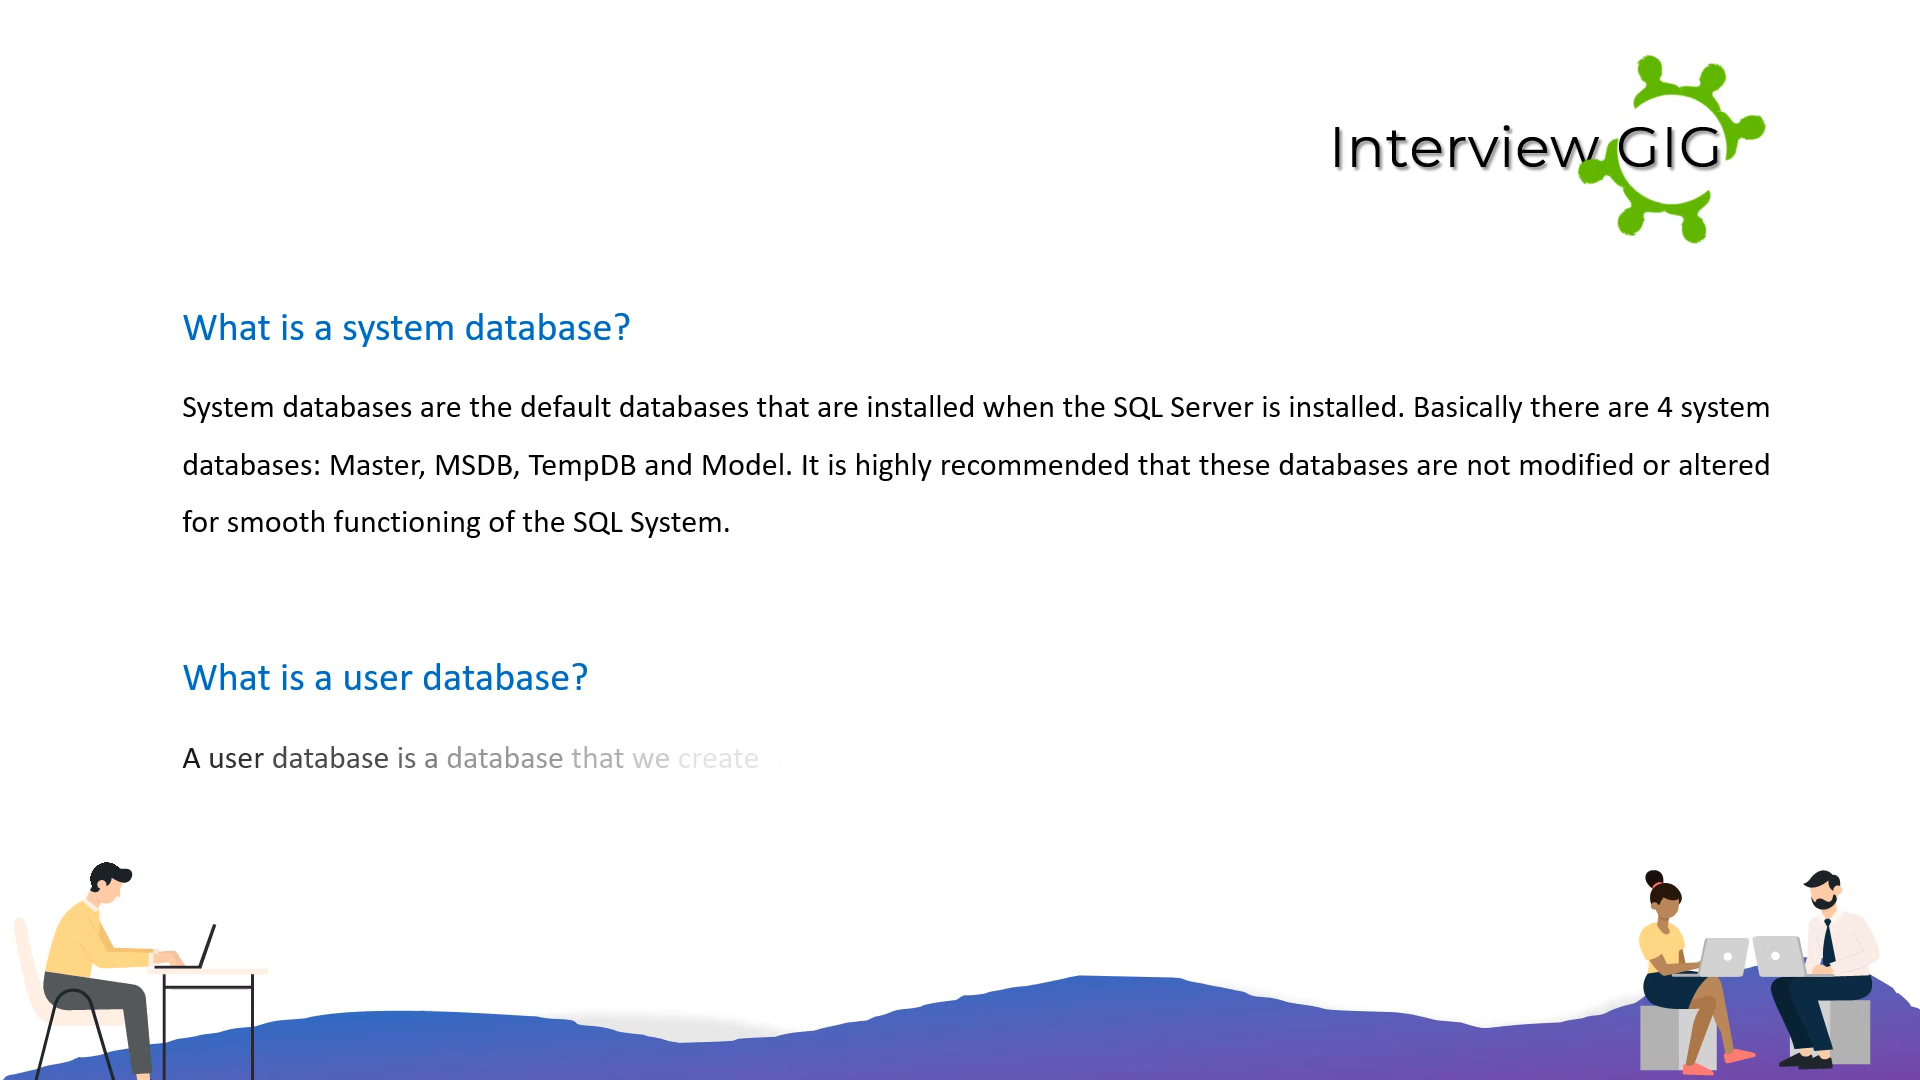 Interview GIG
What is a system database?
System databases are the default databases that are installed when the SQL Server is installed. Basically there are 4 system
databases: Master, MSDB, TempDB and Model. It is highly recommended that these databases are not modified or altered
for smooth functioning of the SQL System.
What is a user database?
A user database is a database that we create